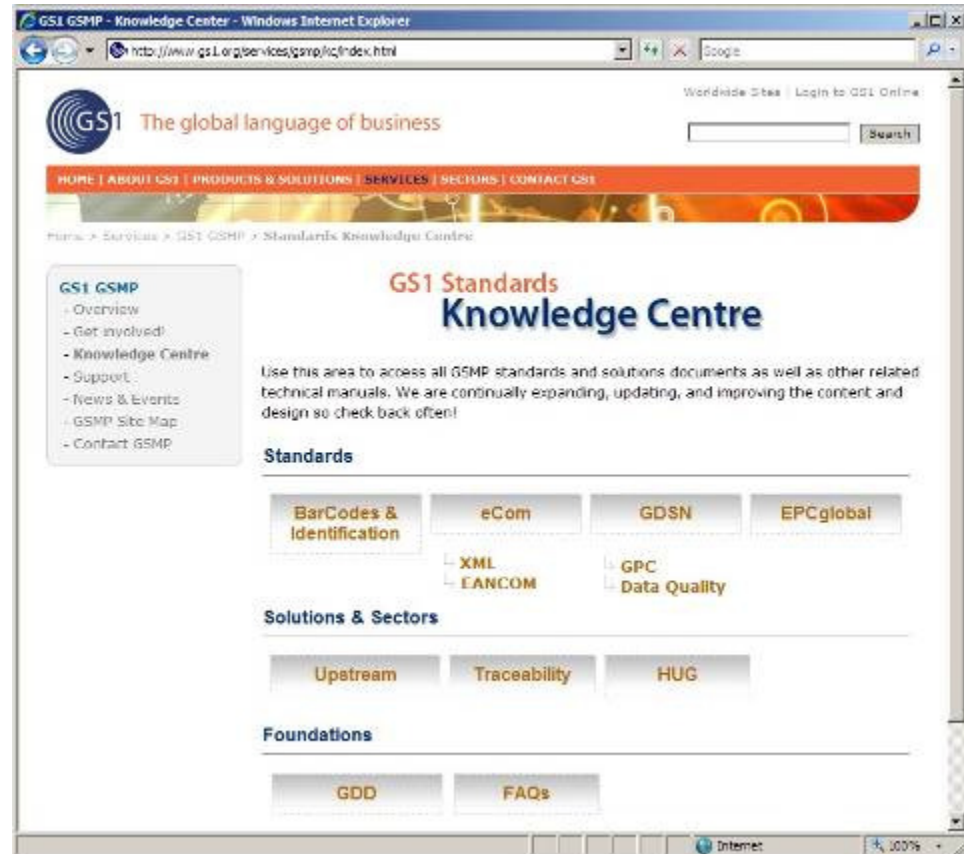 GS1 GSMP - Knowledge Center - Windows Internet Explorer
http://www.gs1.org/services/gsmp/kc/index.html
Google
Worldwide Sites | Login to GS1 Online
GS1 The global language of business
Search
HOME | ABOUT GS1 | PRODUCTS & SOLUTIONS | SERVICES | SECTORS | CONTACT GS1
Home > Services > GS1 GSMP > Standards Knowledge Centre
GS1 GSMP
- Overview
- Get involved!
- Knowledge Centre
- Support
- News & Events
- GSMP Site Map
- Contact GSMP
GS1 Standards
Knowledge Centre
Use this area to access all GSMP standards and solutions documents as well as other related
technical manuals. We are continually expanding, updating, and improving the content and
design so check back often!
Standards
BarCodes &
Identification
eCom
GDSN
EPCglobal
XML
EANCOM
GPC
Data Quality
Solutions & Sectors
Upstream
Traceability
HUG
Foundations
GDD
FAQs
Internet
100%